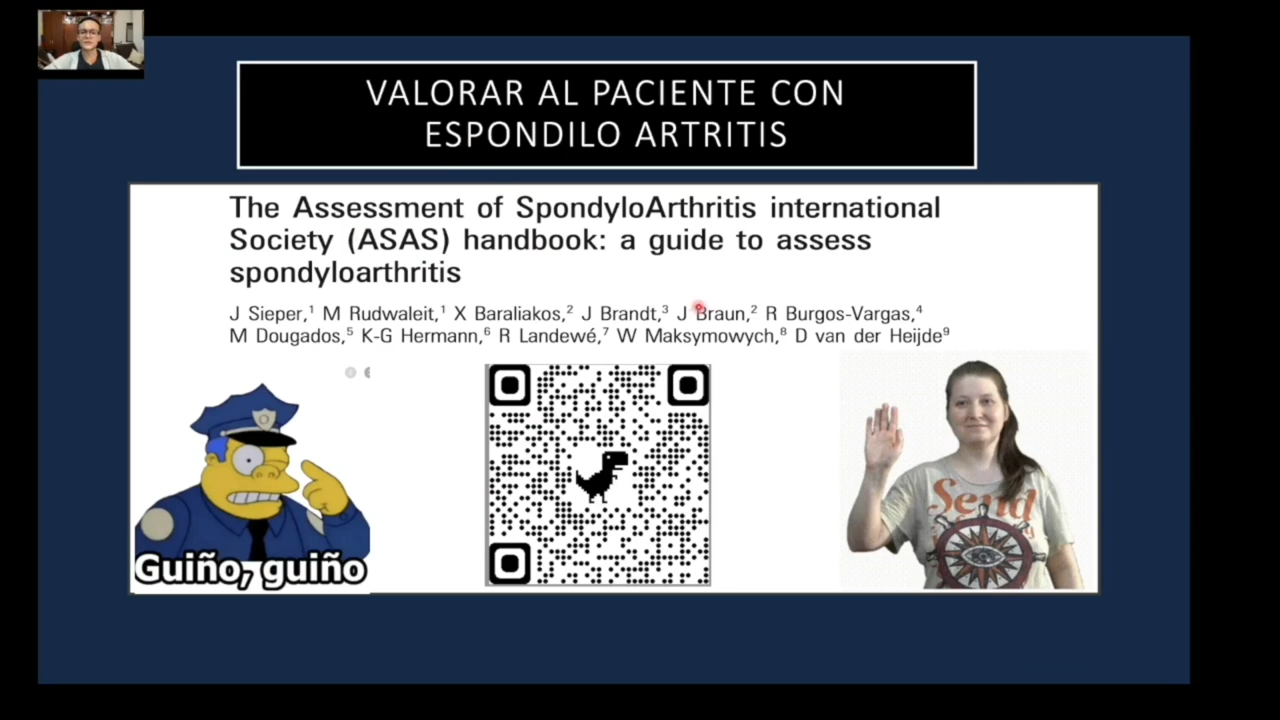 VALORAR AL PACIENTE CON
ESPONDILO ARTRITIS
The Assessment of SpondyloArthritis international
Society (ASAS) handbook: a guide to assess
spondyloarthritis
J Sieper,¹ M Rudwaleit,¹ X Baraliakos,² J Brandt,³ J Braun,² R Burgos-Vargas,⁴
M Dougados,⁵ K-G Hermann,⁶ R Landewé,⁷ W Maksymowych,⁸ D van der Heijde⁹
Guiño, guiño
Send